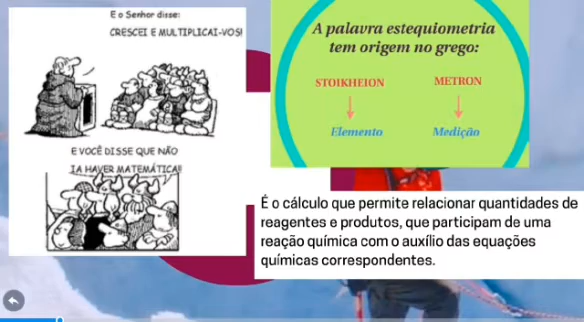 E o Senhor disse:
CRESCEI E MULTIPLICAI-VOS!
E VOCÊ DISSE QUE NÃO
IA HAVER MATEMÁTICA!!
A palavra estequiometria
tem origem no grego:
STOIKHEION METRON
Elemento Medição
É o cálculo que permite relacionar quantidades de
reagentes e produtos, que participam de uma
reação química com o auxílio das equações
químicas correspondentes.